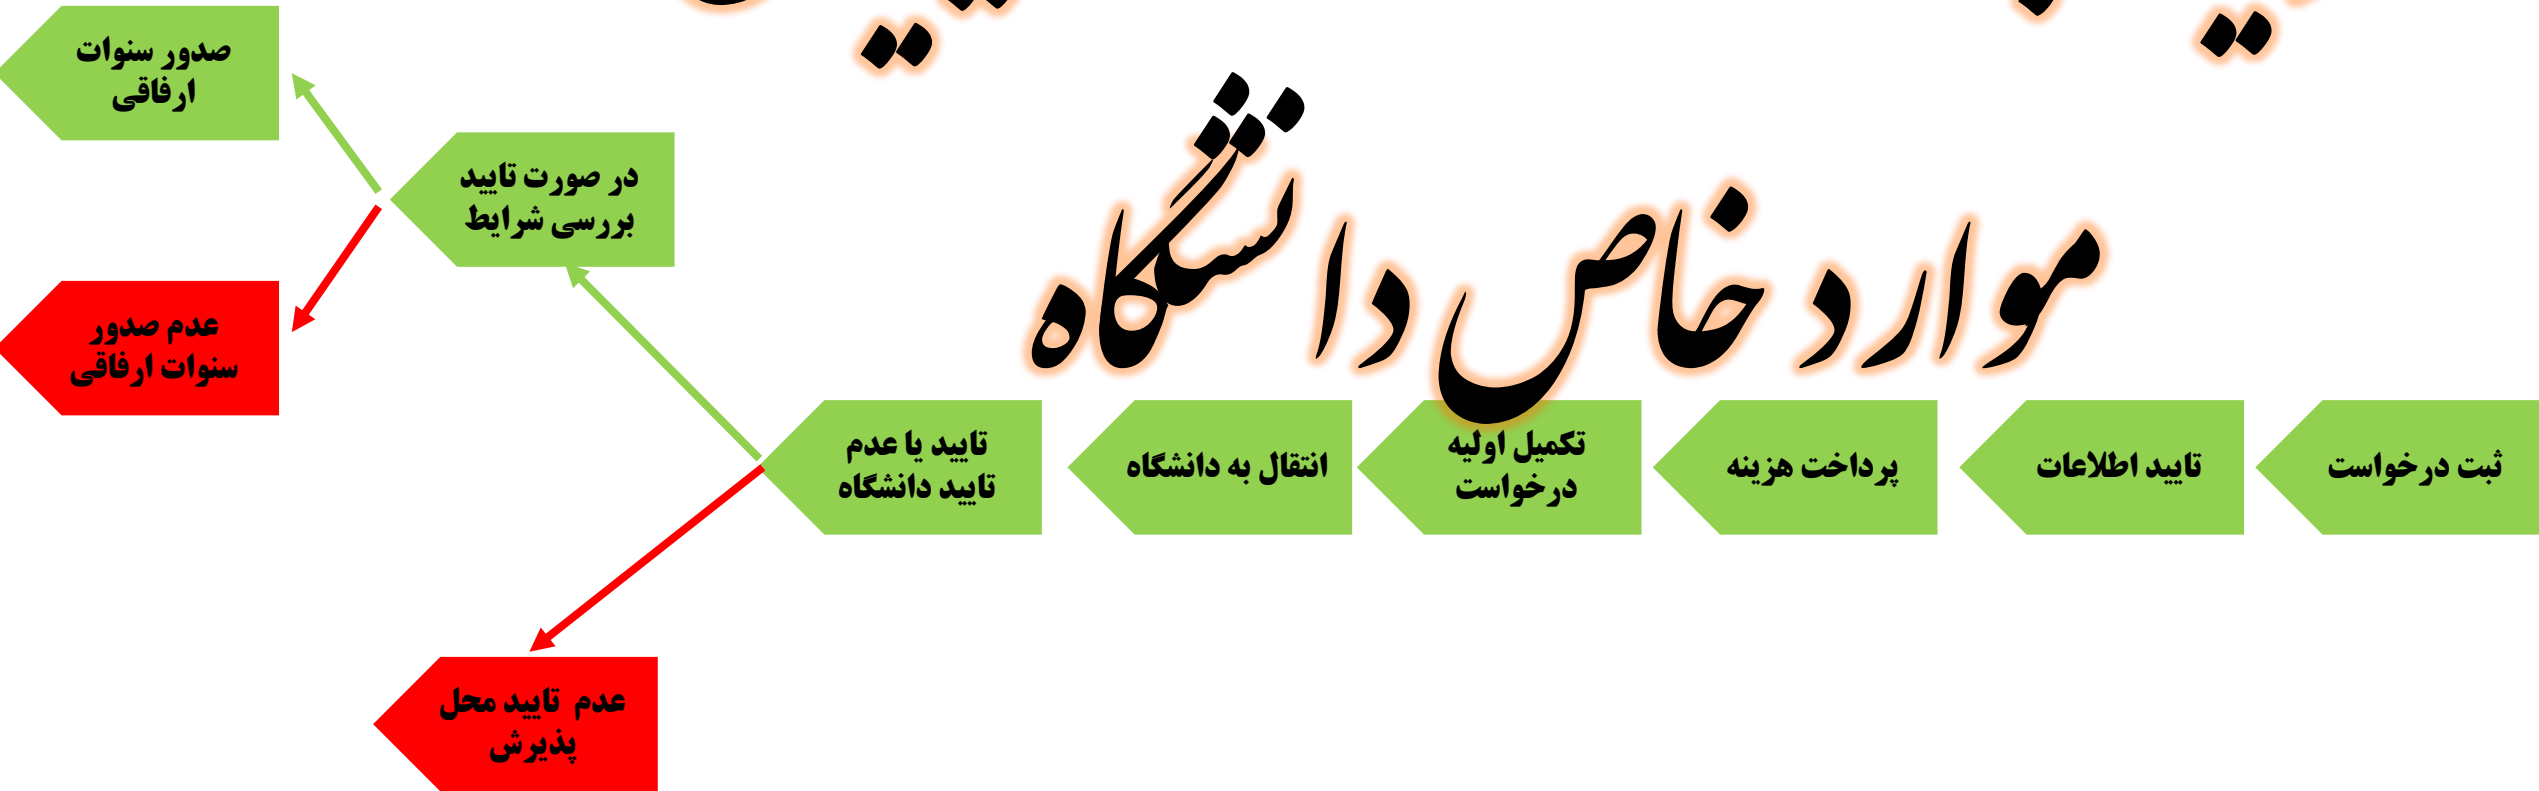 موارد خاص دانشگاه
ثبت درخواست
تایید اطلاعات
پرداخت هزینه
تکمیل اولیه
درخواست
انتقال به دانشگاه
تایید یا عدم
تایید دانشگاه
در صورت تایید
بررسی شرایط
صدور سنوات
ارفاقی
عدم صدور
سنوات ارفاقی
عدم تایید محل
پذیرش